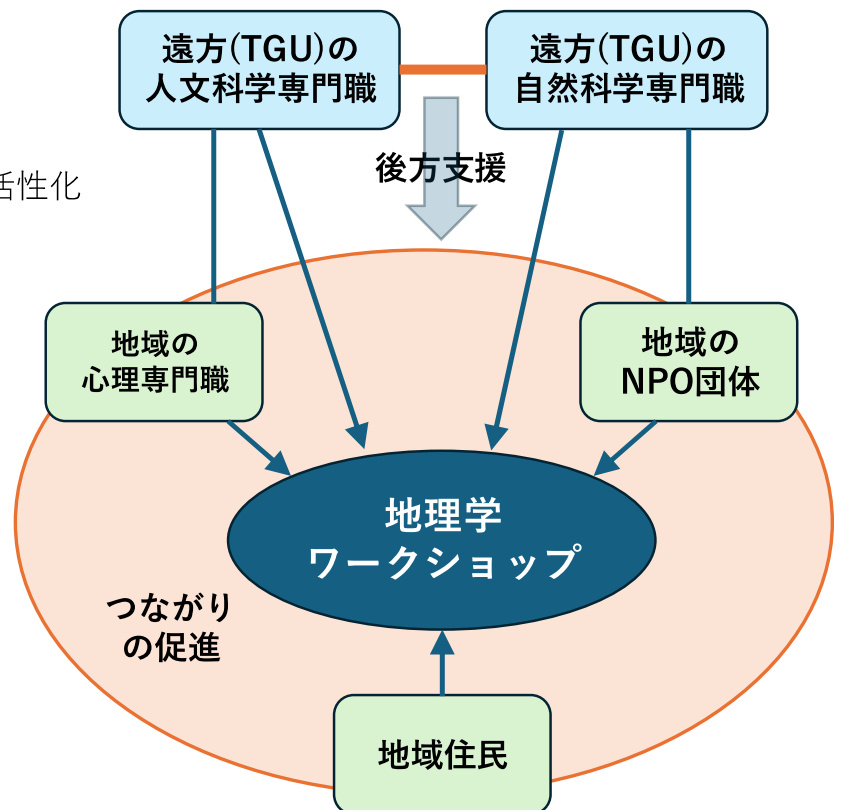 遠方(TGU)の
人文科学専門職
遠方(TGU)の
自然科学専門職
後方支援
活性化
地域の
心理専門職
地域の
NPO団体
地理学
ワークショップ
つながり
の促進
地域住民